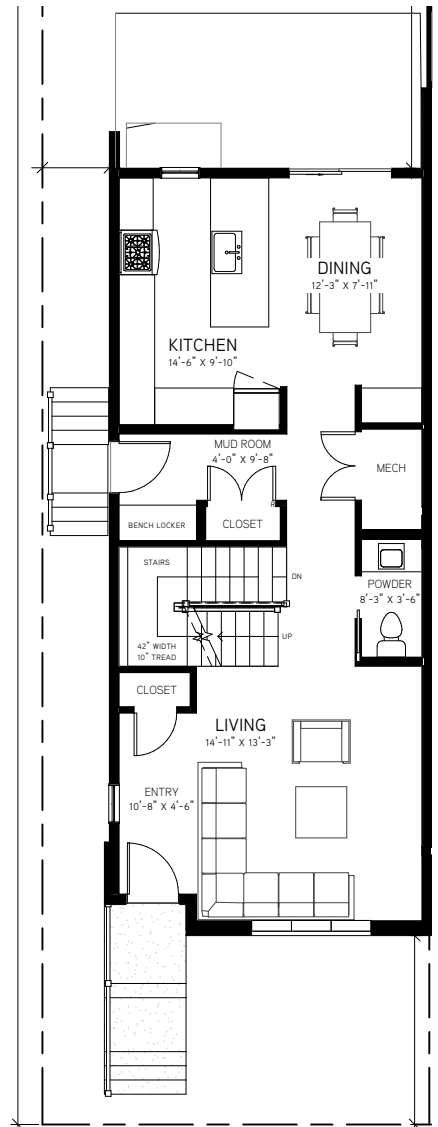 DINING
12'-3" X 7'-11"
KITCHEN
14'-6" X 9'-10"
MUD ROOM
4'-0" X 9'-8"
MECH
BENCH LOCKER
CLOSET
STAIRS
DN
POWDER
8'-3" X 3'-6"
UP
42" WIDTH
10" TREAD
CLOSET
LIVING
14'-11" X 13'-3"
ENTRY
10'-8" X 4'-6"